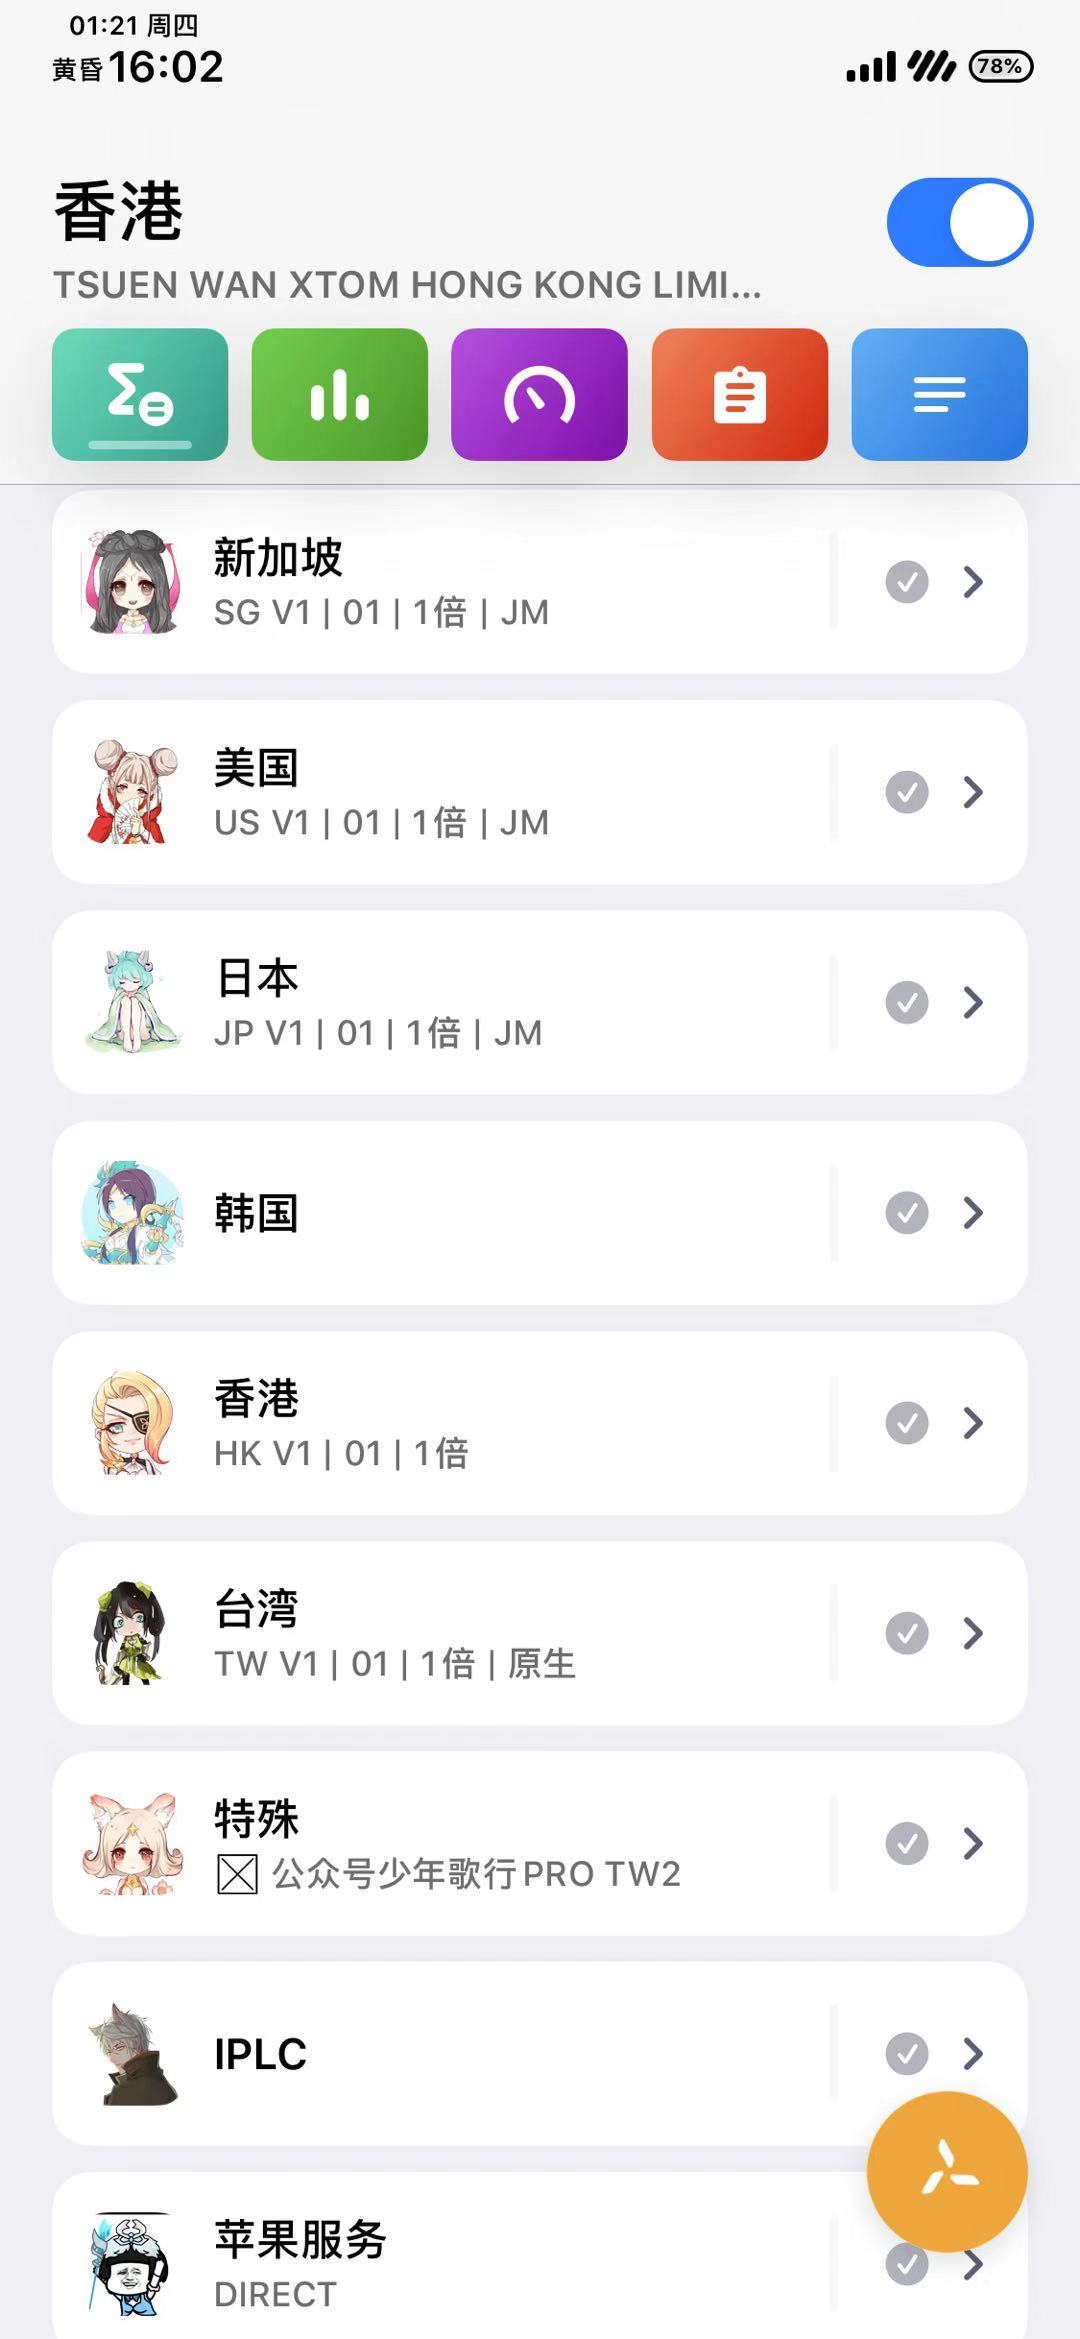 01:21 周四
黄昏 16:02
78%
香港
TSUEN WAN XTOM HONG KONG LIMI...
新加坡
SG V1 | 01 | 1倍 | JM
美国
US V1 | 01 | 1倍 | JM
日本
JP V1 | 01 | 1倍 | JM
韩国
香港
HK V1 | 01 | 1倍
台湾
TW V1 | 01 | 1倍 | 原生
特殊
公众号少年歌行PRO TW2
IPLC
苹果服务
DIRECT